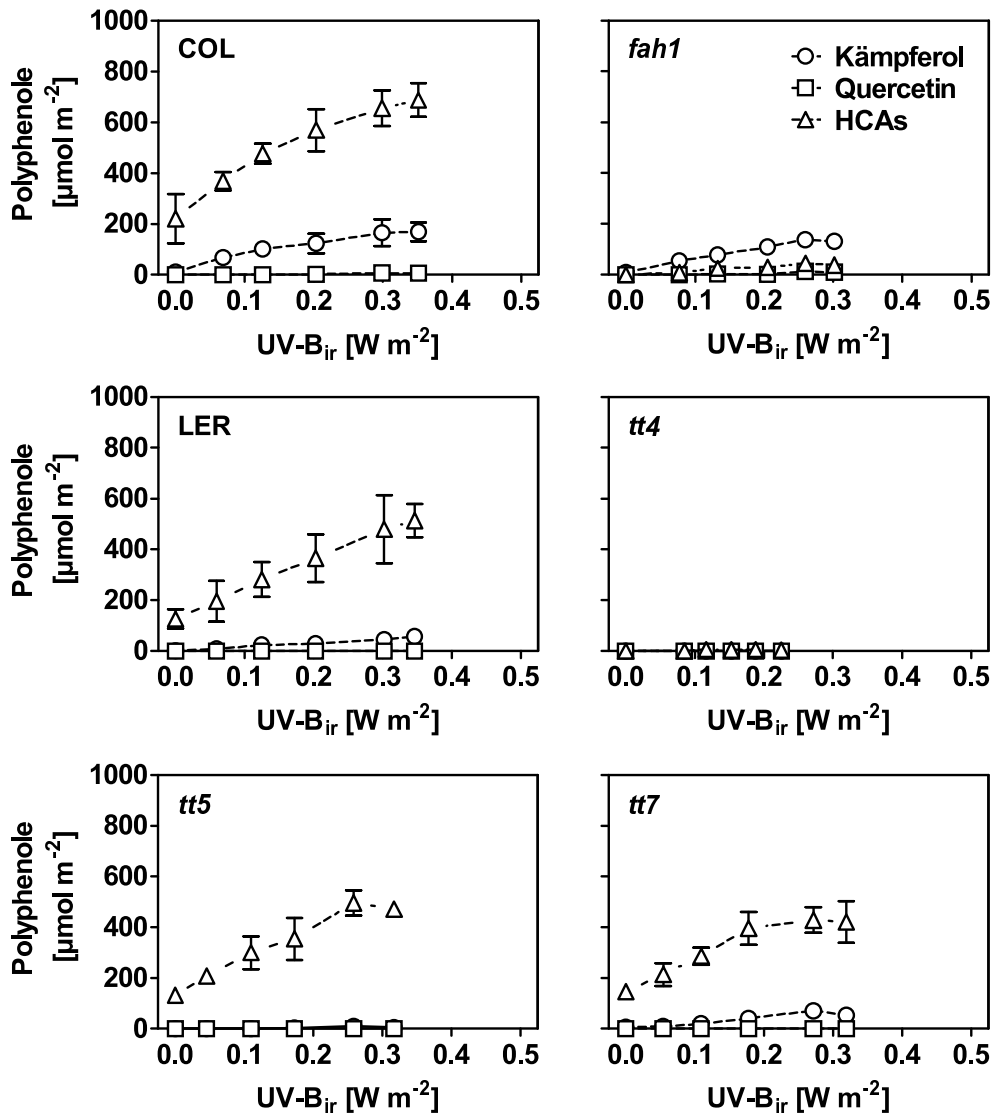 COL
Polyphenole
[µmol m-2]
1000
800
600
400
200
0
0.0 0.1 0.2 0.3 0.4 0.5
UV-Bir [W m-2]
fah1
Kämpferol
Quercetin
HCAs
0.0 0.1 0.2 0.3 0.4 0.5
UV-Bir [W m-2]
LER
Polyphenole
[µmol m-2]
1000
800
600
400
200
0
0.0 0.1 0.2 0.3 0.4 0.5
UV-Bir [W m-2]
tt4
0.0 0.1 0.2 0.3 0.4 0.5
UV-Bir [W m-2]
tt5
Polyphenole
[µmol m-2]
1000
800
600
400
200
0
0.0 0.1 0.2 0.3 0.4 0.5
UV-Bir [W m-2]
tt7
0.0 0.1 0.2 0.3 0.4 0.5
UV-Bir [W m-2]